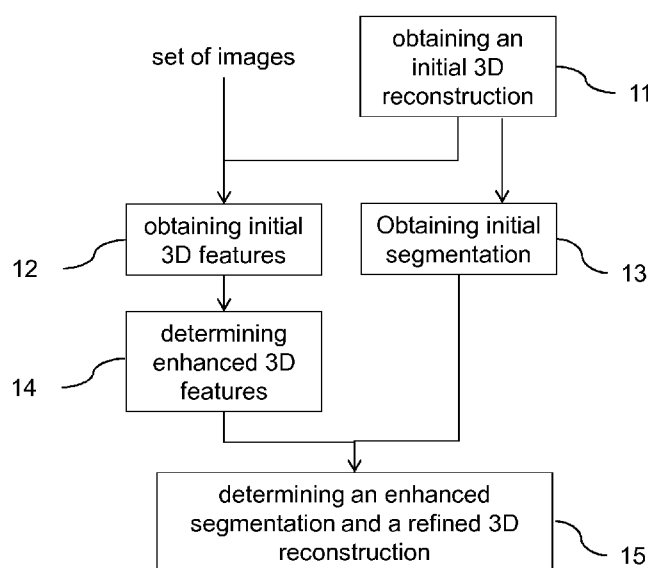 obtaining an
initial 3D
reconstruction
11
set of images
obtaining initial
3D features
12
Obtaining initial
segmentation
13
determining
enhanced 3D
features
14
determining an enhanced
segmentation and a refined 3D
reconstruction
15